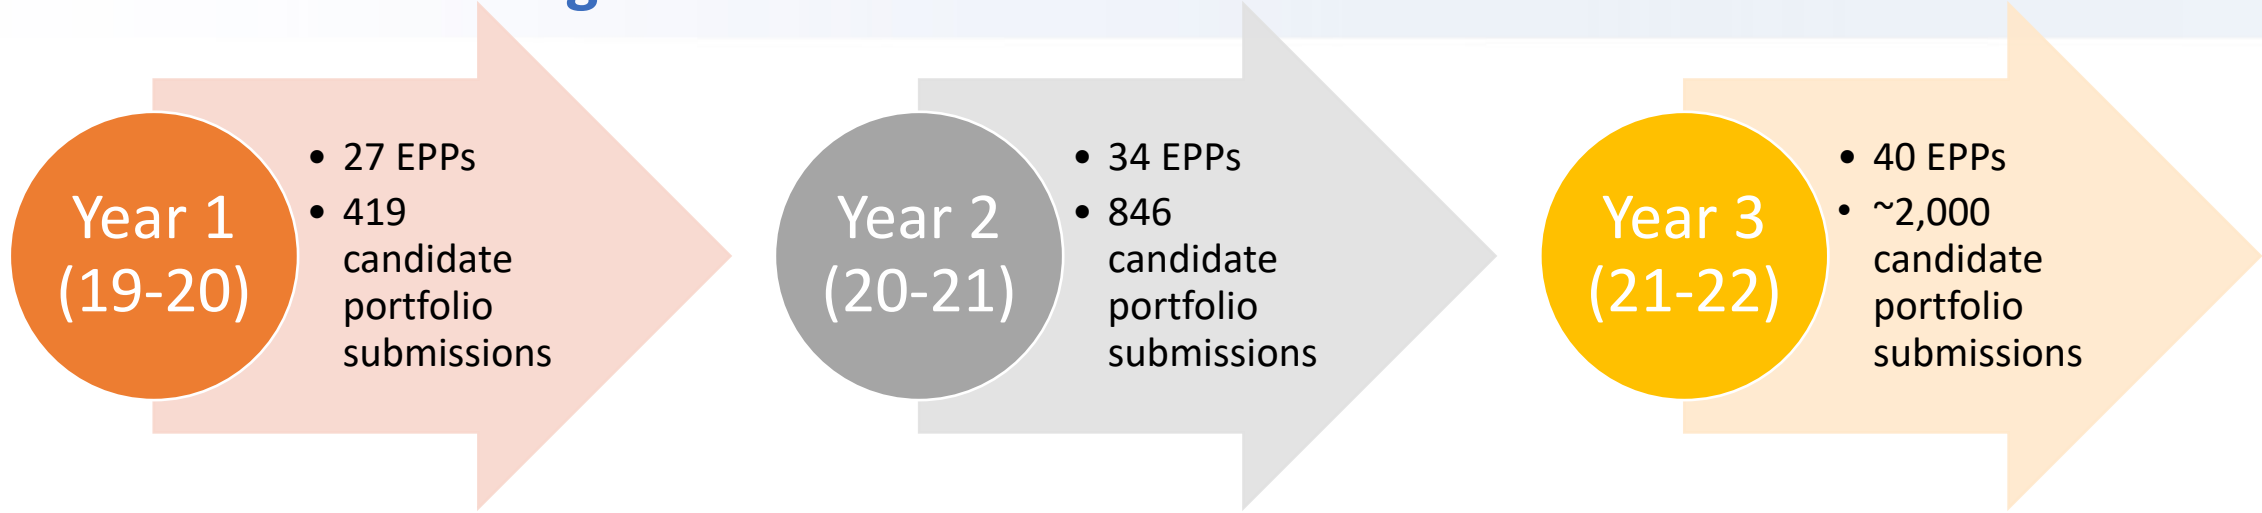 Year 1
(19-20)
• 27 EPPs
• 419
candidate
portfolio
submissions
Year 2
(20-21)
• 34 EPPs
• 846
candidate
portfolio
submissions
Year 3
(21-22)
• 40 EPPs
• ~2,000
candidate
portfolio
submissions